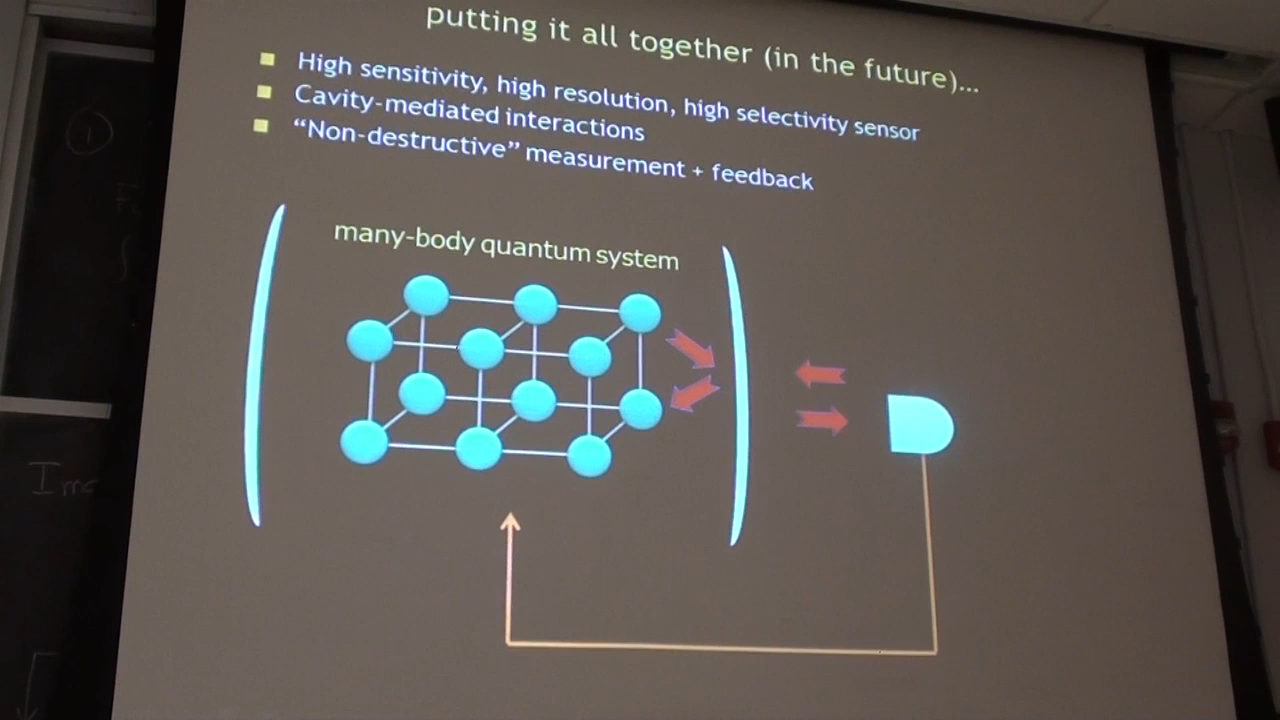 putting it all together (in the future)...
High sensitivity, high resolution, high selectivity sensor
Cavity-mediated interactions
“Non-destructive” measurement + feedback
many-body quantum system